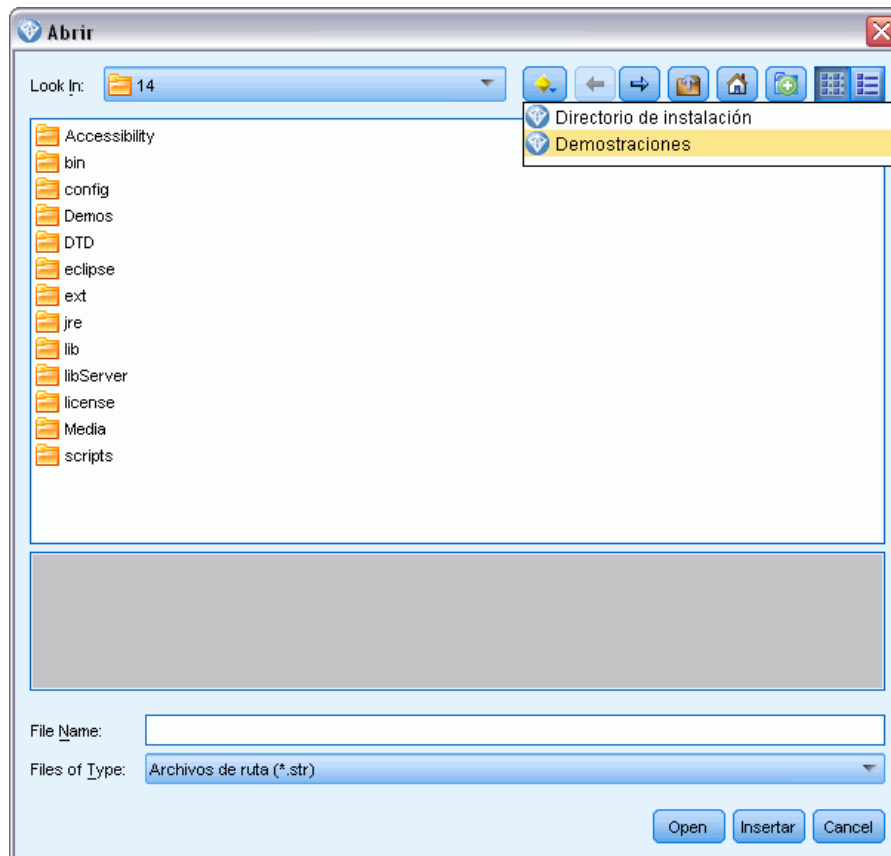 Abrir
Look In: 14
Directorio de instalación
Demostraciones
Accessibility
bin
config
Demos
DTD
eclipse
ext
jre
lib
libServer
license
Media
scripts
File Name:
Files of Type: Archivos de ruta (*.str)
Open Insertar Cancel